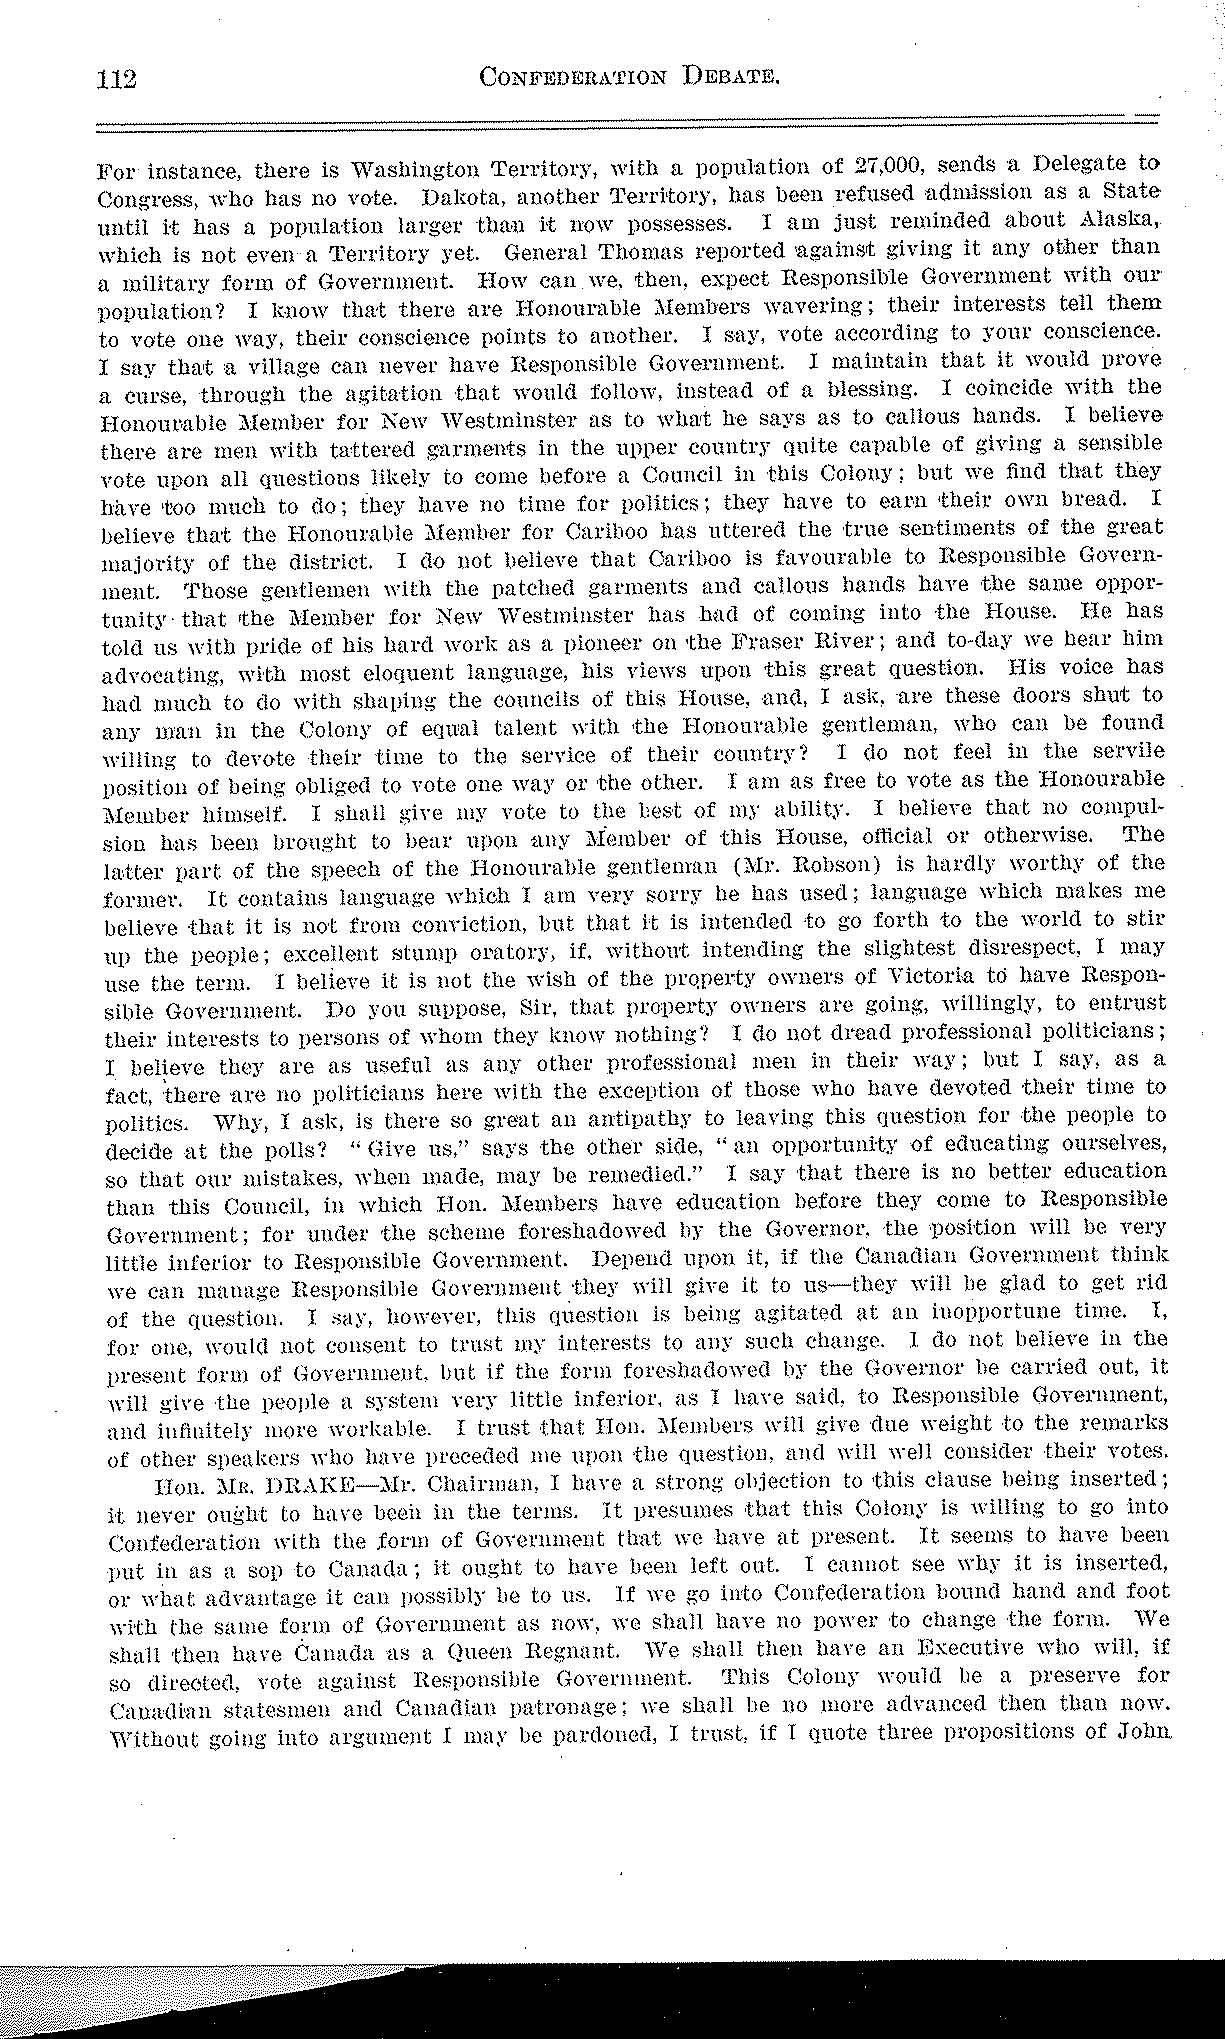 112 CONFEDERATION DEBATE.
For instance, there is Washington Territory, with a population of 27,000, sends a Delegate to
Congress, who has no vote. Dakota, another Territory, has been refused admission as a State
until it has a population larger than it now possesses. I am just reminded about Alaska,
which is not even a Territory yet. General Thomas reported against giving it any other than
a military form of Government. How can we, then, expect Responsible Government with our
population? I know that there are Honourable Members wavering; their interests tell them
to vote one way, their conscience points to another. I say, vote according to your conscience.
I say that a village can never have Responsible Government. I maintain that it would prove
a curse, through the agitation that would follow, instead of a blessing. I coincide with the
Honourable Member for New Westminster as to what he says as to callous hands. I believe
there are men with tattered garments in the upper country quite capable of giving a sensible
vote upon all questions likely to come before a Council in this Colony; but we find that they
have too much to do; they have no time for politics; they have to earn their own bread. I
believe that the Honourable Member for Cariboo has uttered the true sentiments of the great
majority of the district. I do not believe that Cariboo is favourable to Responsible Govern-
ment. Those gentlemen with the patched garments and callous hands have the same oppor-
tunity that the Member for New Westminster has had of coming into the House. He has
told us with pride of his hard work as a pioneer on the Fraser River; and to-day we hear him
advocating, with most eloquent language, his views upon this great question. His voice has
had much to do with shaping the councils of this House, and, I ask, are these doors shut to
any man in the Colony of equal talent with the Honourable gentleman, who can be found
willing to devote their time to the service of their country? I do not feel in the servile
position of being obliged to vote one way or the other. I am as free to vote as the Honourable
Member himself. I shall give my vote to the best of my ability. I believe that no compul-
sion has been brought to bear upon any Member of this House, official or otherwise. The
latter part of the speech of the Honourable gentleman (Mr. Robson) is hardly worthy of the
former. It contains language which I am very sorry he has used; language which makes me
believe that it is not from conviction, but that it is intended to go forth to the world to stir
up the people; excellent stump oratory, if, without intending the slightest disrespect, I may
use the term. I believe it is not the wish of the property owners of Victoria to have Respon-
sible Government. Do you suppose, Sir, that property owners are going, willingly, to entrust
their interests to persons of whom they know nothing? I do not dread professional politicians;
I believe they are as useful as any other professional men in their way; but I say, as a
fact, there are no politicians here with the exception of those who have devoted their time to
politics. Why, I ask, is there so great an antipathy to leaving this question for the people to
decide at the polls? "Give us," says the other side, "an opportunity of educating ourselves,
so that our mistakes, when made, may be remedied." I say that there is no better education
than this Council, in which Hon. Members have education before they come to Responsible
Government; for under the scheme foreshadowed by the Governor, the position will be very
little inferior to Responsible Government. Depend upon it, if the Canadian Government think
we can manage Responsible Government they will give it to us—they will be glad to get rid
of the question. I say, however, this question is being agitated at an inopportune time. I,
for one, would not consent to trust my interests to any such change. I do not believe in the
present form of Government, but if the form foreshadowed by the Governor be carried out, it
will give the people a system very little inferior, as I have said, to Responsible Government,
and infinitely more workable. I trust that Hon. Members will give due weight to the remarks
of other speakers who have preceded me upon the question, and will well consider their votes.
Hon. MR. DRAKE—Mr. Chairman, I have a strong objection to this clause being inserted;
it never ought to have been in the terms. It presumes that this Colony is willing to go into
Confederation with the form of Government that we have at present. It seems to have been
put in as a sop to Canada; it ought to have been left out. I cannot see why it is inserted,
or what advantage it can possibly be to us. If we go into Confederation bound hand and foot
with the same form of Government as now, we shall have no power to change the form. We
shall then have Canada as a Queen Regnant. We shall then have an Executive who will, if
so directed, vote against Responsible Government. This Colony would be a preserve for
Canadian statesmen and Canadian patronage; we shall be no more advanced then than now.
Without going into argument I may be pardoned, I trust, if I quote three propositions of John